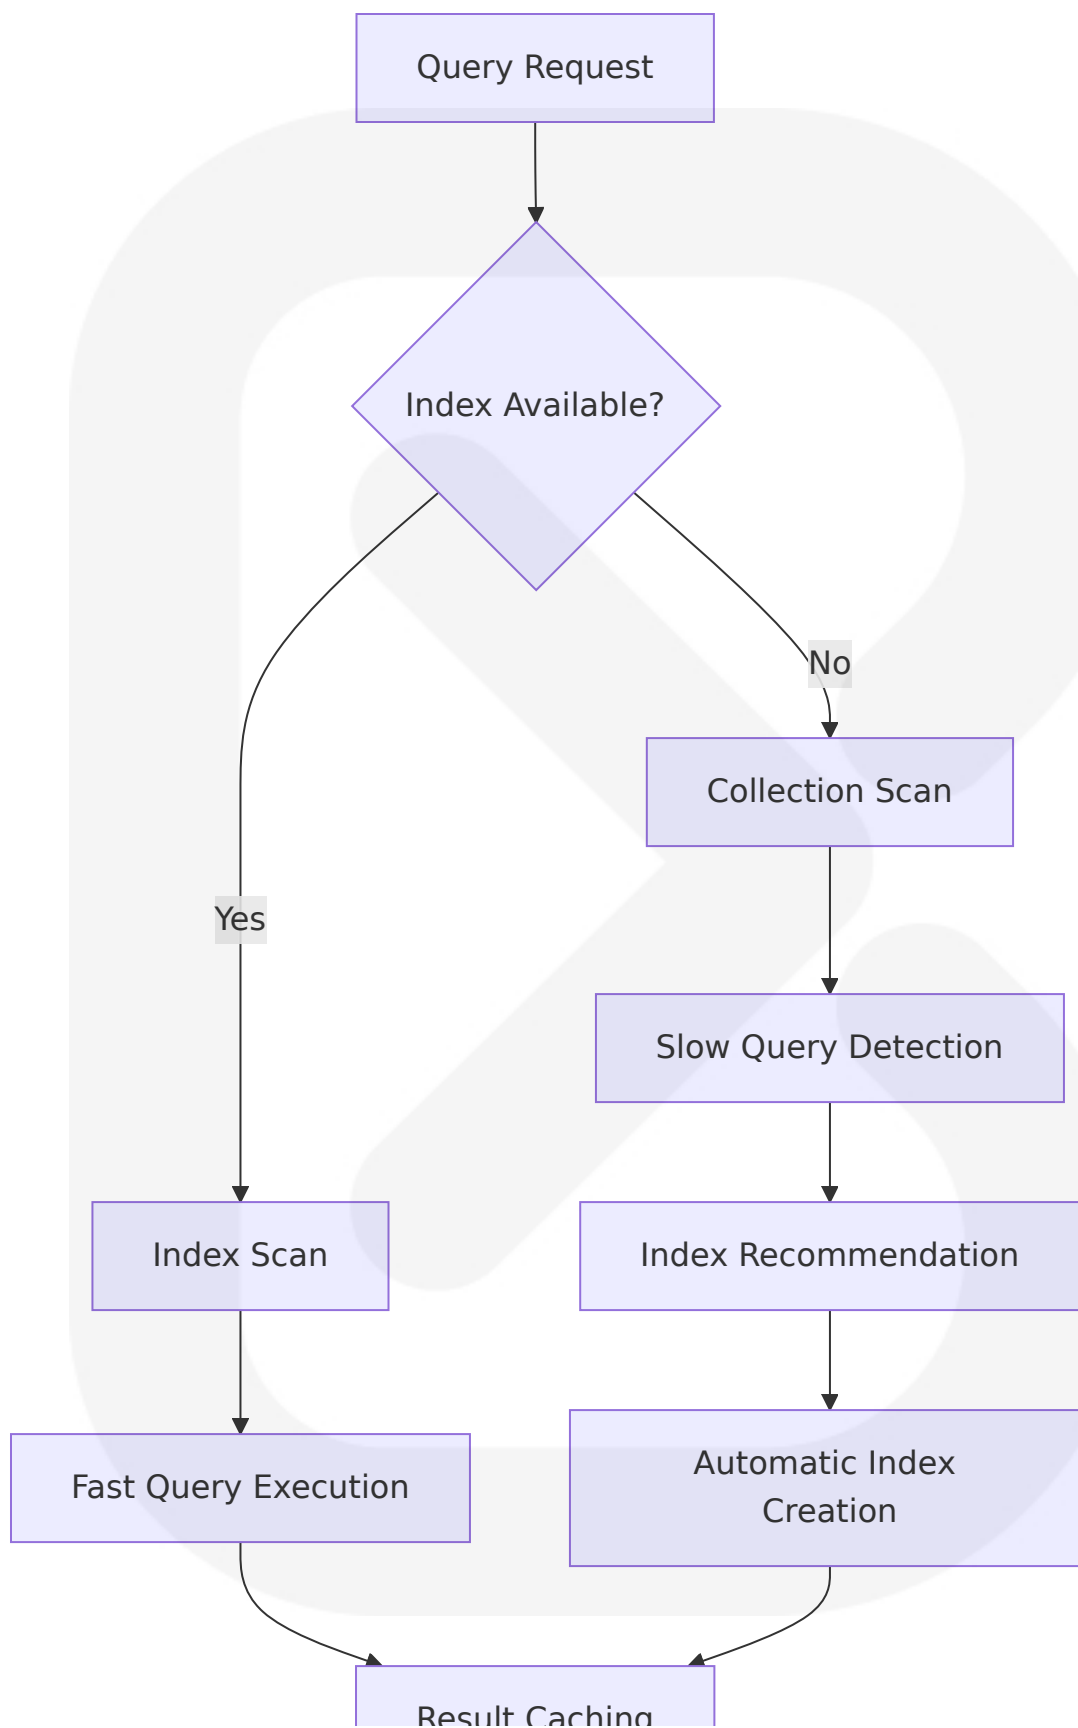 Query Request
Index Available?
No
Collection Scan
Yes
Slow Query Detection
Index Scan
Index Recommendation
Fast Query Execution
Automatic Index
Creation
Result Caching